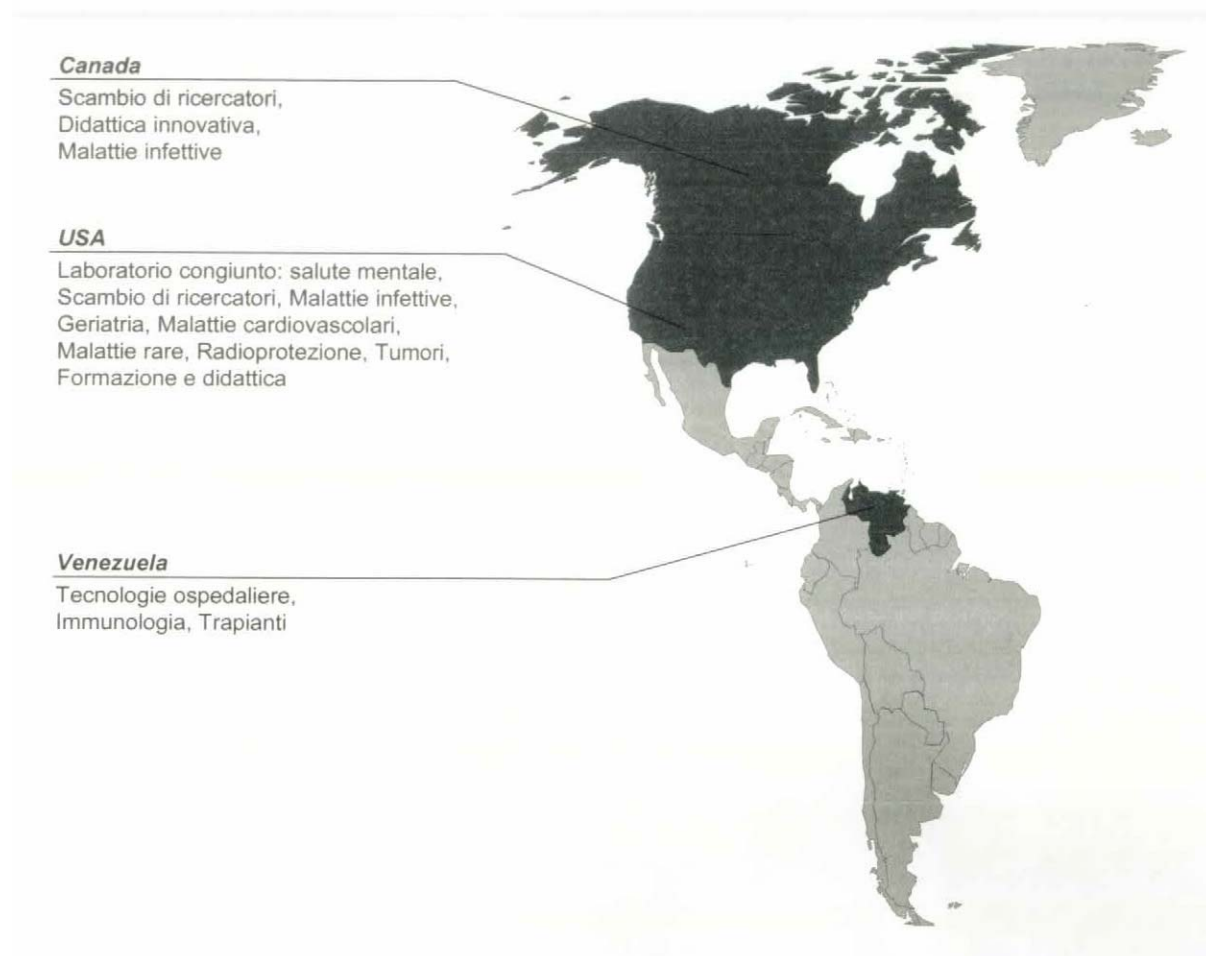 Canada
Scambio di ricercatori,
Didattica innovativa,
Malattie infettive
USA
Laboratorio congiunto: salute mentale,
Scambio di ricercatori, Malattie infettive,
Geriatria, Malattie cardiovascolari,
Malattie rare, Radioprotezione, Tumori,
Formazione e didattica
Venezuela
Tecnologie ospedaliere,
Immunologia, Trapianti